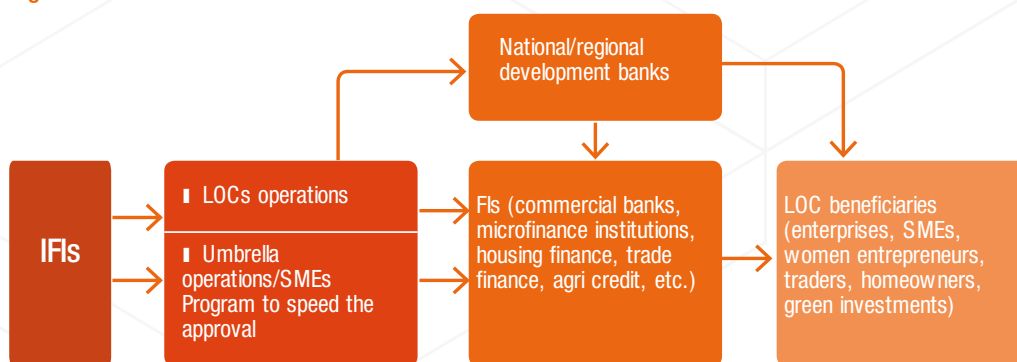 National/regional
development banks
IFIs
▮ LOCs operations
▮ Umbrella
operations/SMEs
Program to speed the
approval
FIs (commercial banks,
microfinance institutions,
housing finance, trade
finance, agri credit, etc.)
LOC beneficiaries
(enterprises, SMEs,
women entrepreneurs,
traders, homeowners,
green investments)